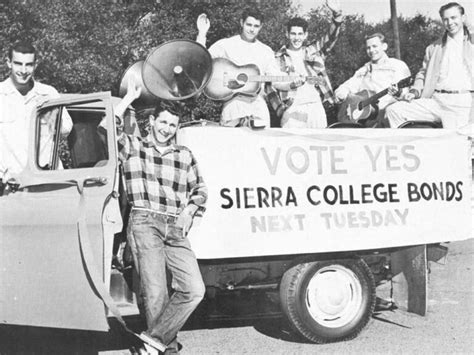 VOTE YES
SIERRA COLLEGE BONDS
NEXT TUESDAY